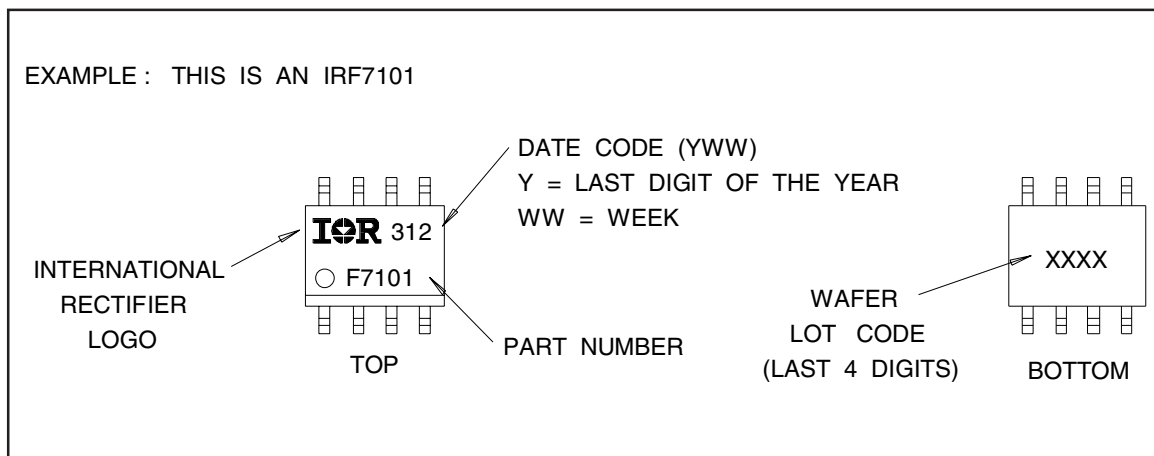 EXAMPLE : THIS IS AN IRF7101
DATE CODE (YWW)
Y = LAST DIGIT OF THE YEAR
WW = WEEK
IOR 312
F7101
INTERNATIONAL
RECTIFIER
LOGO
TOP
PART NUMBER
XXXX
WAFER
LOT CODE
(LAST 4 DIGITS)
BOTTOM